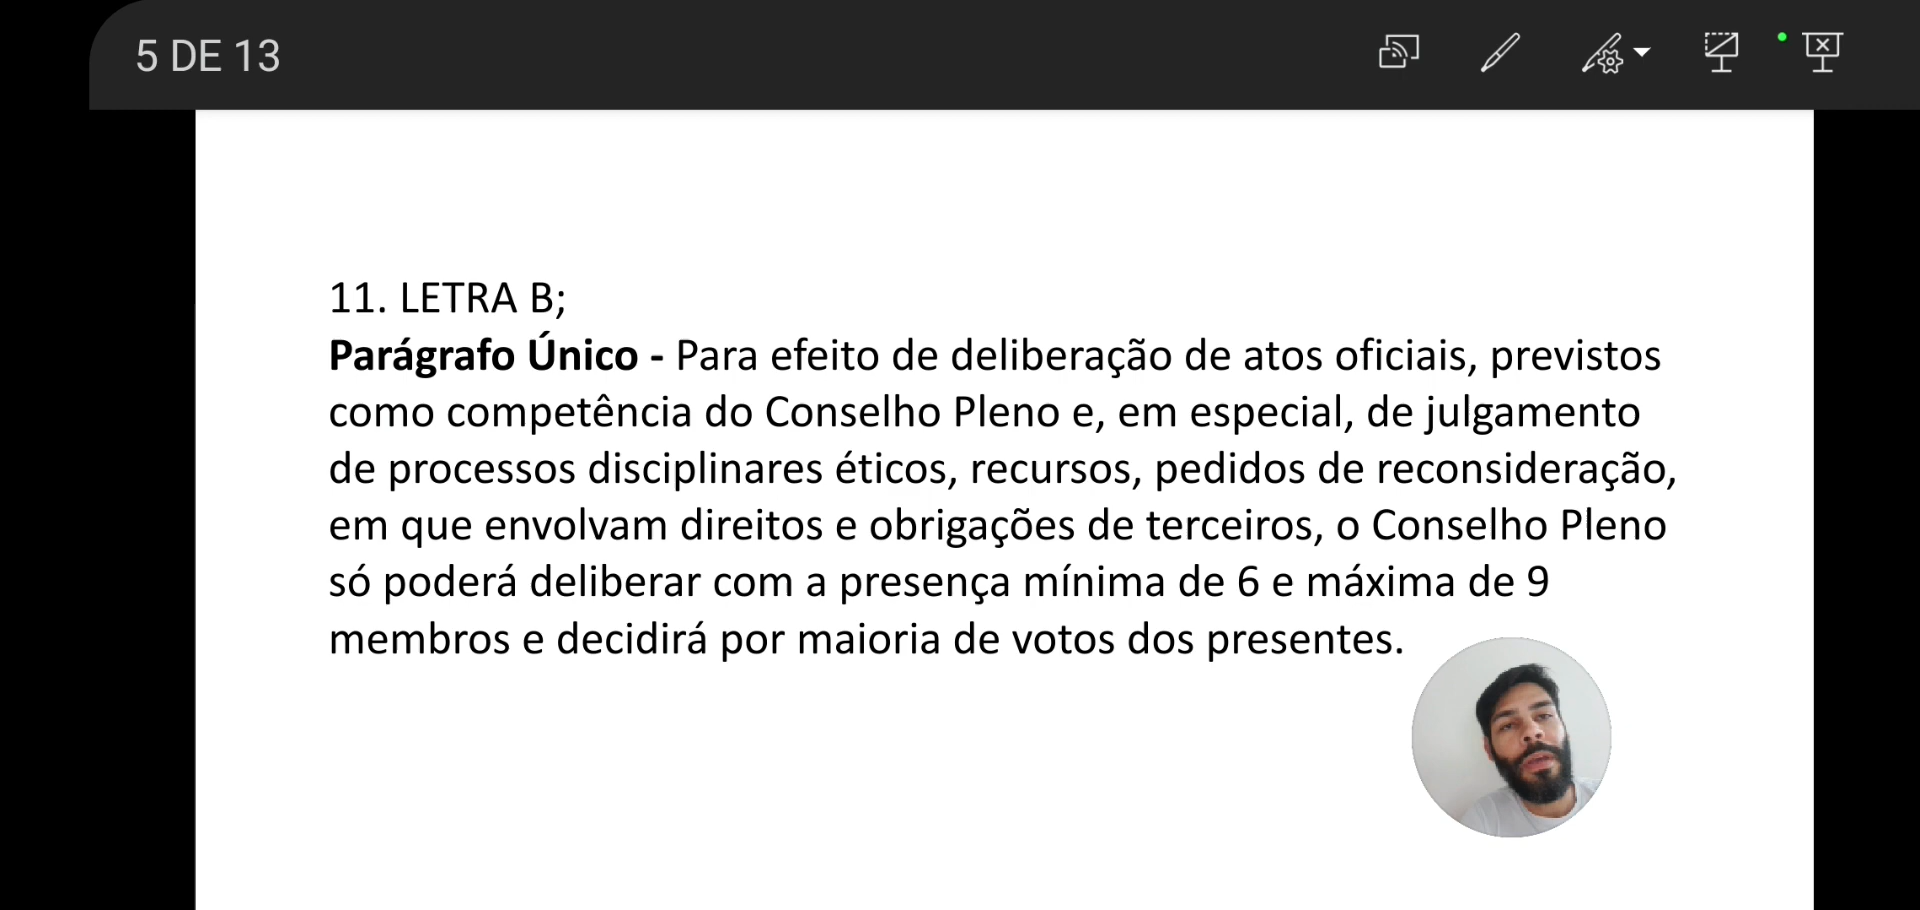 5 DE 13
11. LETRA B;
Parágrafo Único - Para efeito de deliberação de atos oficiais, previstos
como competência do Conselho Pleno e, em especial, de julgamento
de processos disciplinares éticos, recursos, pedidos de reconsideração,
em que envolvam direitos e obrigações de terceiros, o Conselho Pleno
só poderá deliberar com a presença mínima de 6 e máxima de 9
membros e decidirá por maioria de votos dos presentes.